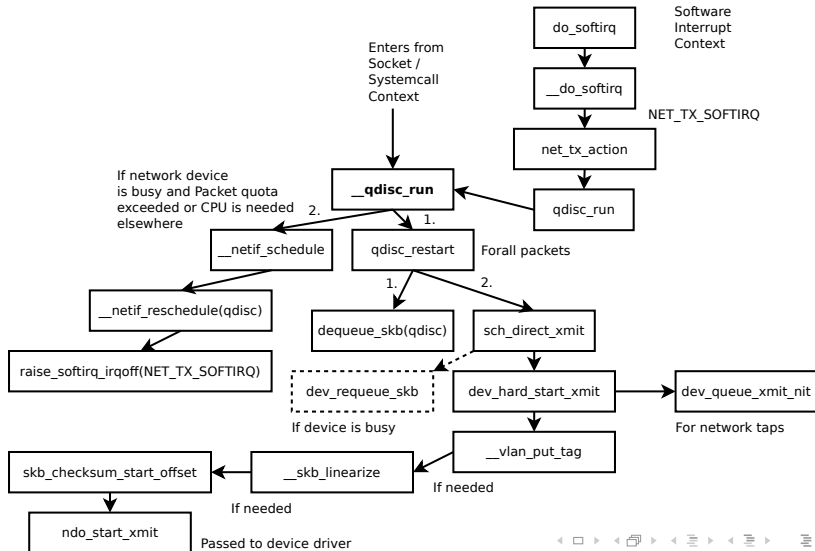 do_softirq
Software
Interrupt
Context
Enters from
Socket /
Systemcall
Context
__do_softirq
NET_TX_SOFTIRQ
net_tx_action
If network device
is busy and Packet quota
exceeded or CPU is needed
elsewhere
__qdisc_run
qdisc_run
2.
1.
__netif_schedule
qdisc_restart
Forall packets
1.
2.
__netif_reschedule(qdisc)
dequeue_skb(qdisc)
sch_direct_xmit
raise_softirq_irqoff(NET_TX_SOFTIRQ)
dev_requeue_skb
dev_hard_start_xmit
dev_queue_xmit_nit
If device is busy
For network taps
__vlan_put_tag
skb_checksum_start_offset
__skb_linearize
If needed
If needed
ndo_start_xmit
Passed to device driver